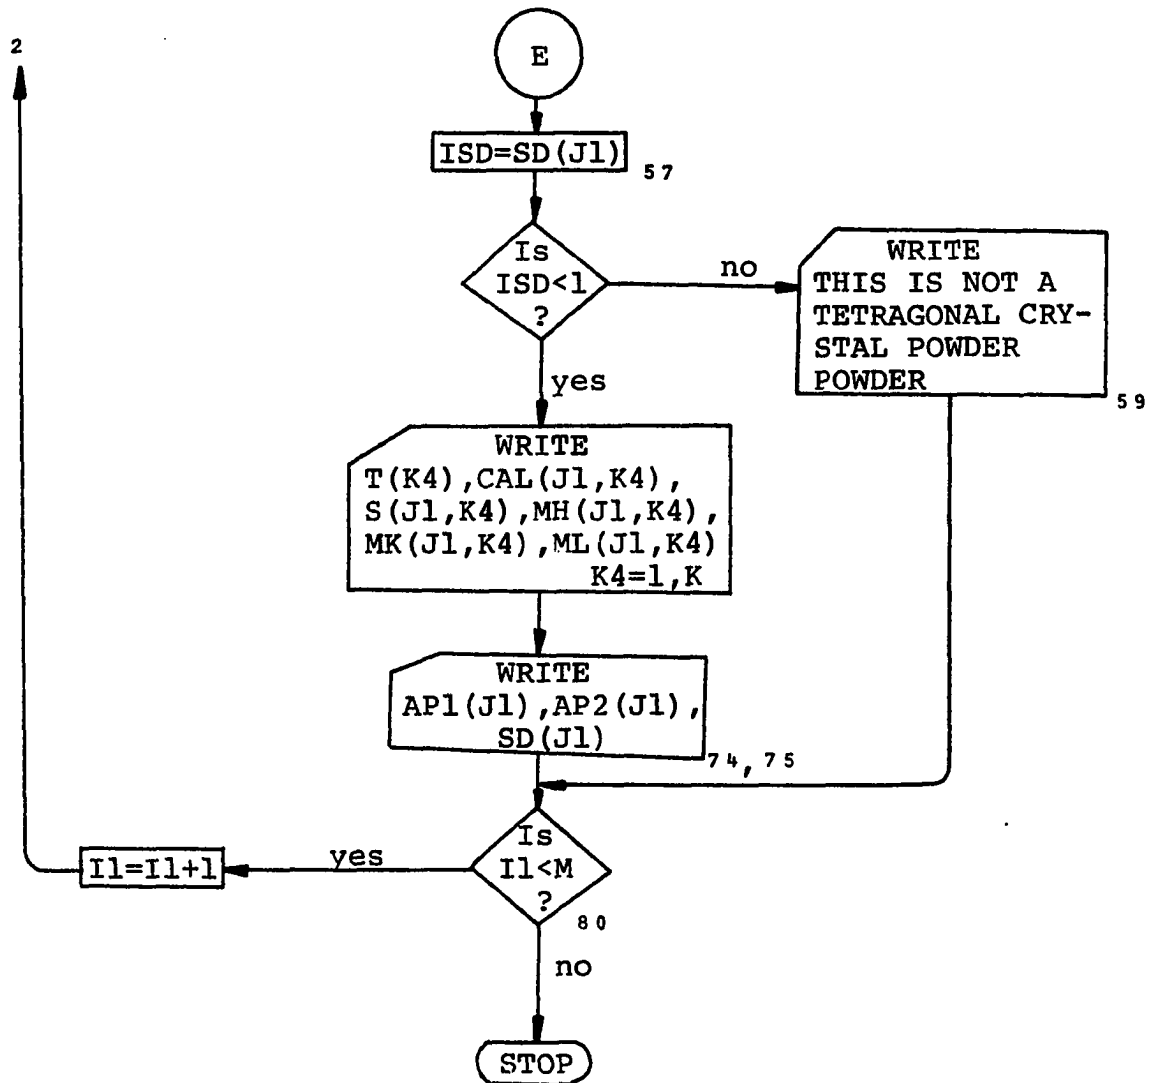 2
E
ISD=SD(J1)
57
Is
ISD<1
?
no
WRITE
THIS IS NOT A
TETRAGONAL CRY-
STAL POWDER
POWDER
59
yes
WRITE
T(K4),CAL(J1,K4),
S(J1,K4),MH(J1,K4),
MK(J1,K4),ML(J1,K4)
K4=1,K
WRITE
AP1(J1),AP2(J1),
SD(J1)
74, 75
Is
I1<M
?
80
yes
I1=I1+1
no
STOP